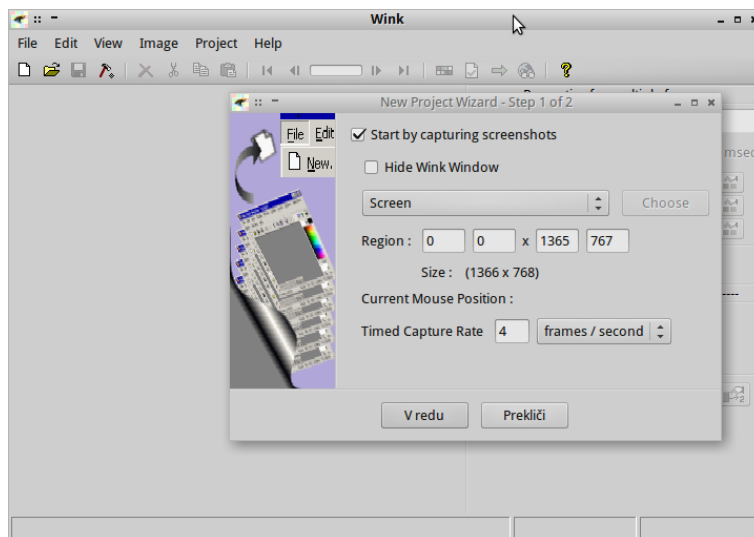 Wink
File Edit View Image Project Help
New Project Wizard - Step 1 of 2
File Edit
New.
Start by capturing screenshots
Hide Wink Window
Screen Choose
Region : 0 0 x 1365 767
Size : (1366 x 768)
Current Mouse Position :
Timed Capture Rate 4 frames / second
V redu Prekliči
msec